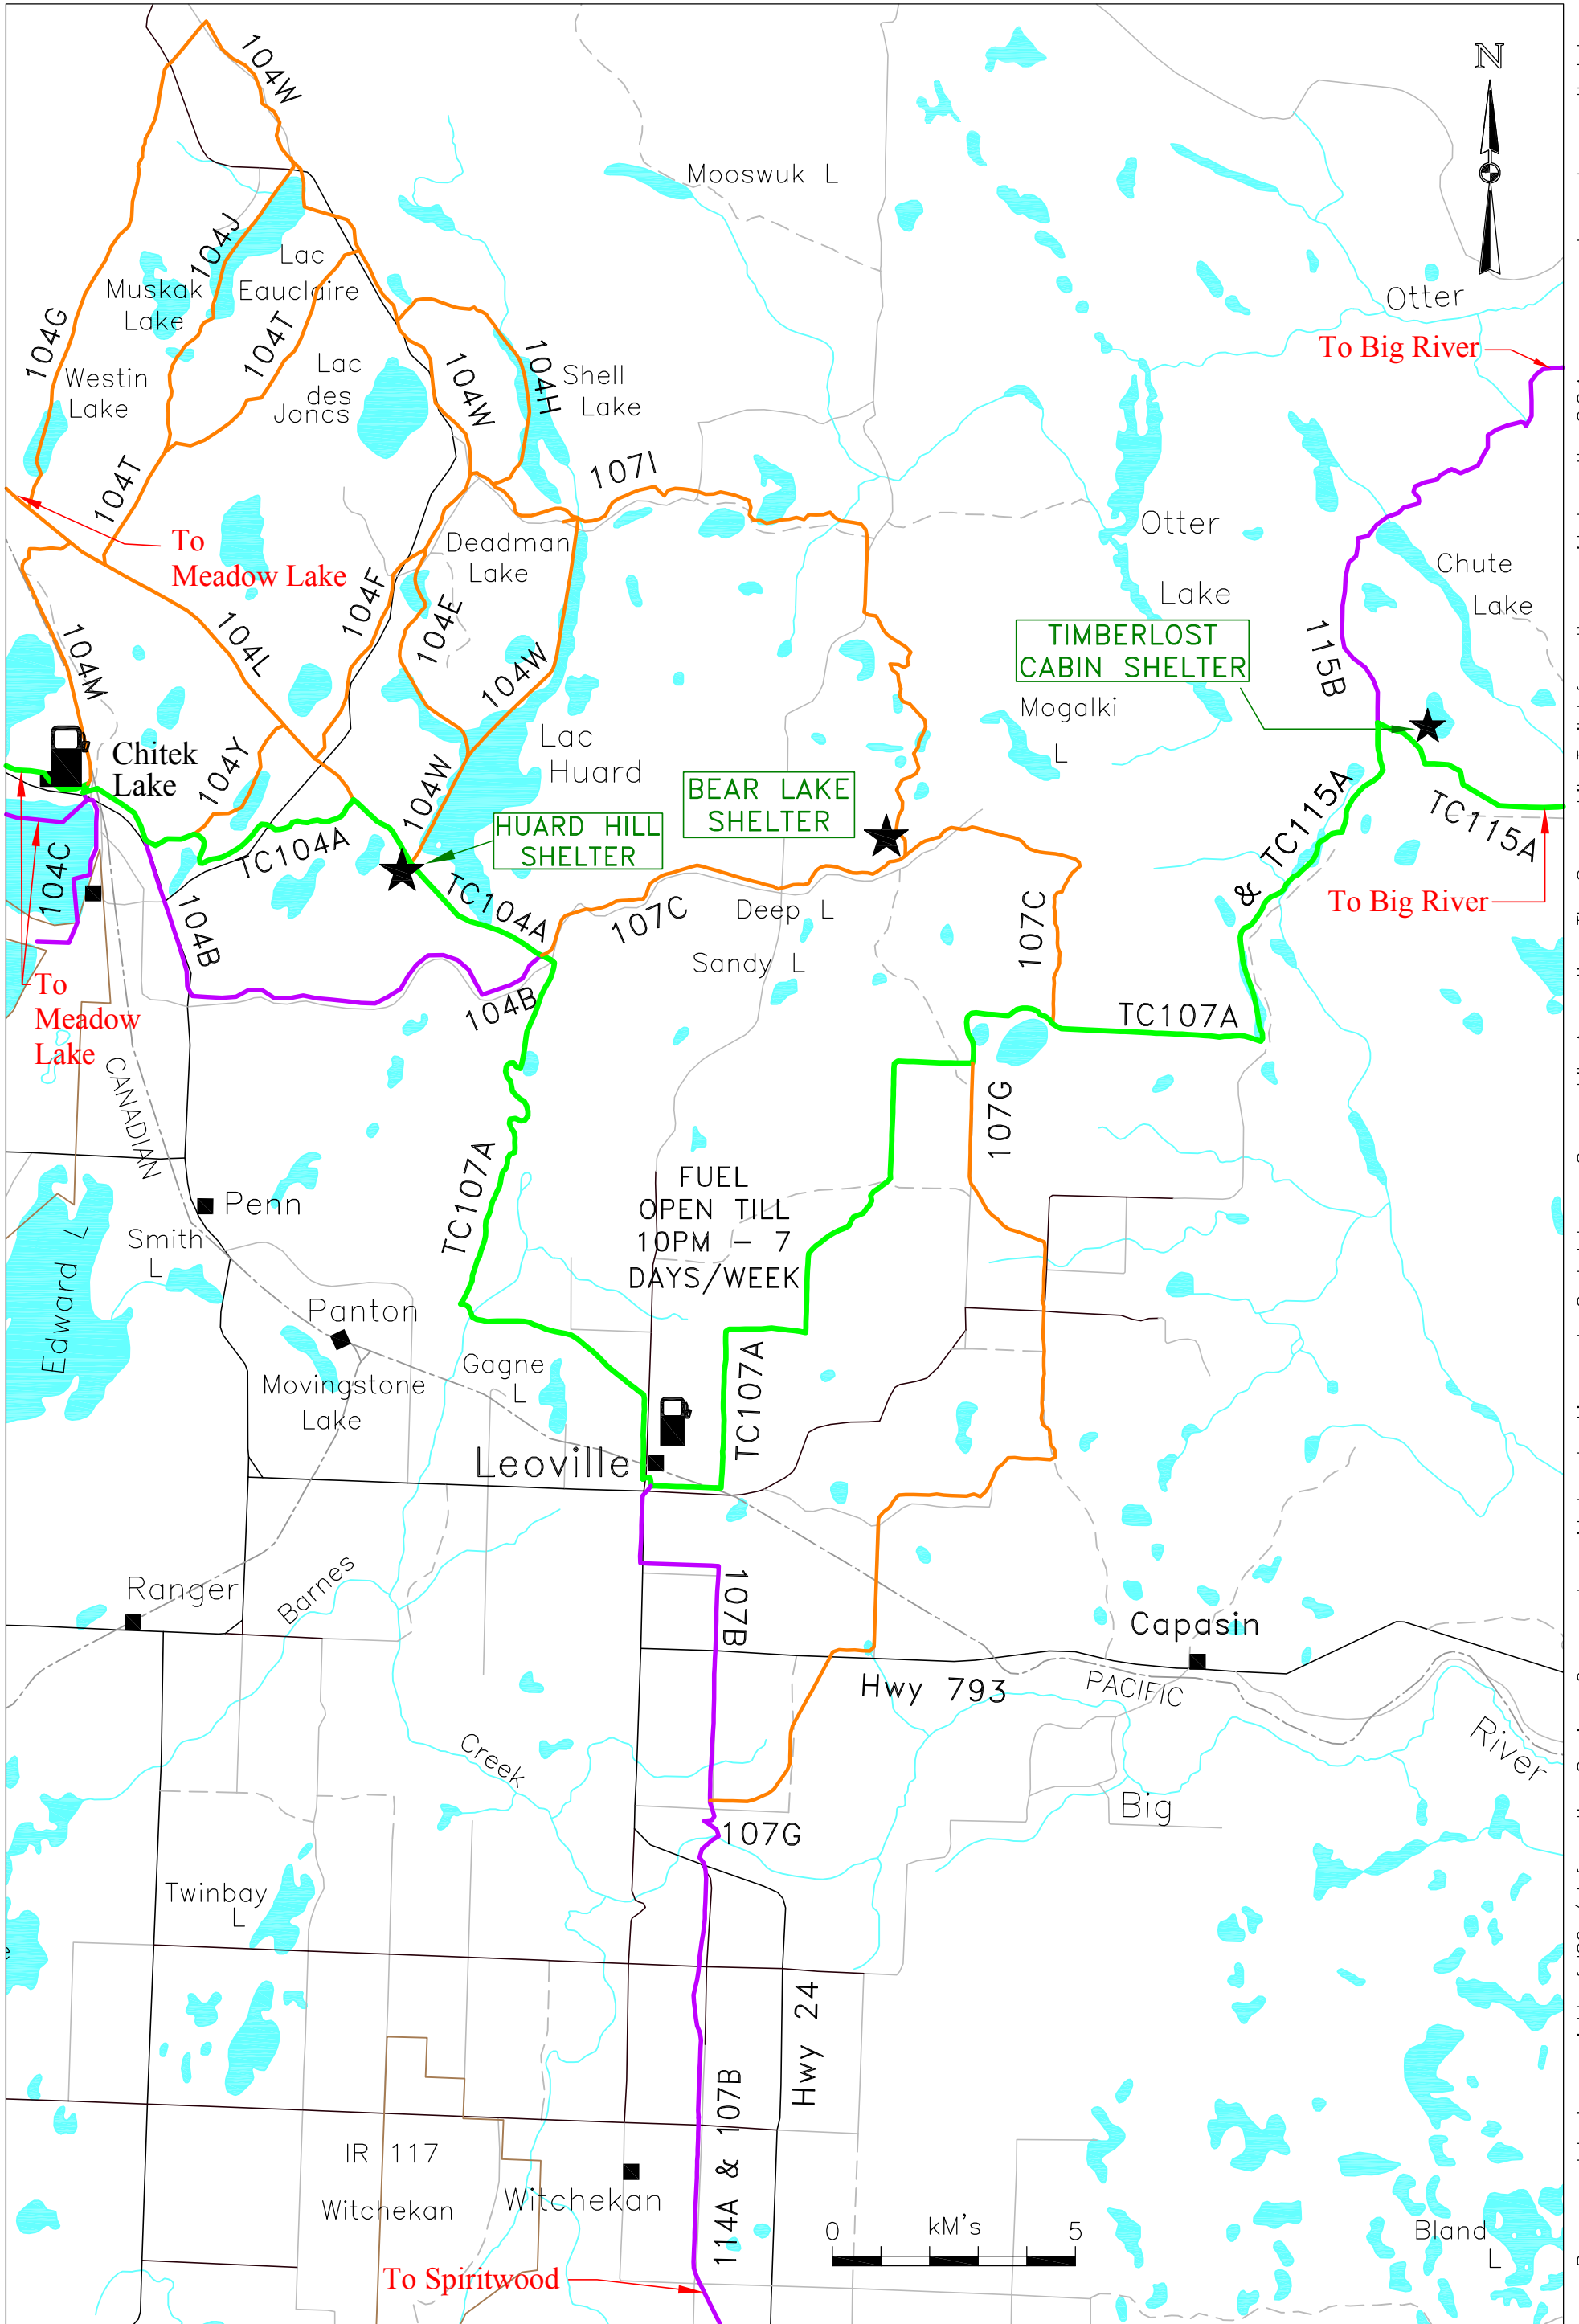 N
104W
Mooswuk L
104J
Lac
Eauclaire
Muskak
Lake
104G
104T
Otter
To Big River
Westin
Lake
Lac
des
Joncs
104W
104H
Shell
Lake
107I
104T
To
Meadow Lake
Deadman
Lake
Otter
Lake
Chute
Lake
104F
104E
104L
104M
104W
115B
TIMBERLOST
CABIN SHELTER
Mogalki
L
Chitek
Lake
Lac
Huard
104Y
104W
BEAR LAKE
SHELTER
HUARD HILL
SHELTER
TC104A
& TC115A
TC115A
To Big River
104C
104B
TC104A
107C
Deep L
107C
Sandy L
To
Meadow
Lake
104B
TC107A
CANADIAN
107G
TC107A
FUEL
OPEN TILL
10PM - 7
DAYS/WEEK
Penn
Smith
L
Edward L
Panton
Movingstone
Lake
Gagne
L
TC107A
Leoville
Ranger
Barnes
107B
Capasin
Hwy 793
PACIFIC
River
Creek
Big
107G
Twinbay
L
Hwy 24
114A & 107B
IR 117
Witchekan
Witchekan
0 kM's 5
Bland
L
To Spiritwood